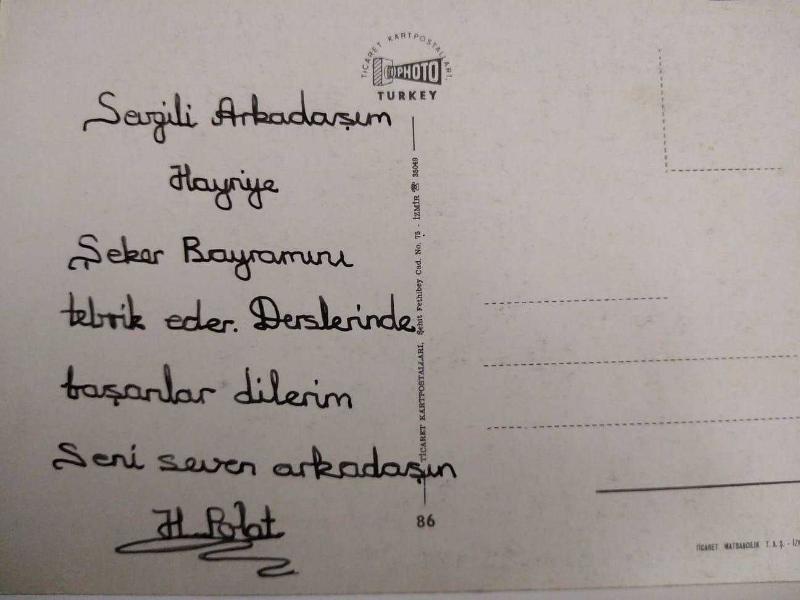 Sevgili Arkadaşım
Hayriye
Şeker Bayramını
tebrik eder. Derslerinde
başarılar dilerim
Seni seven arkadaşın
H. Polat
TİCARET KARTPOSTALLARI,
PHOTO
TURKEY
TİCARET KARTPOSTALLARI, Şehit Fethibey Cad. No. 75 - İZMİR ☎ 35049
86
TİCARET MATBAACILIK T. A. Ş. - İZ